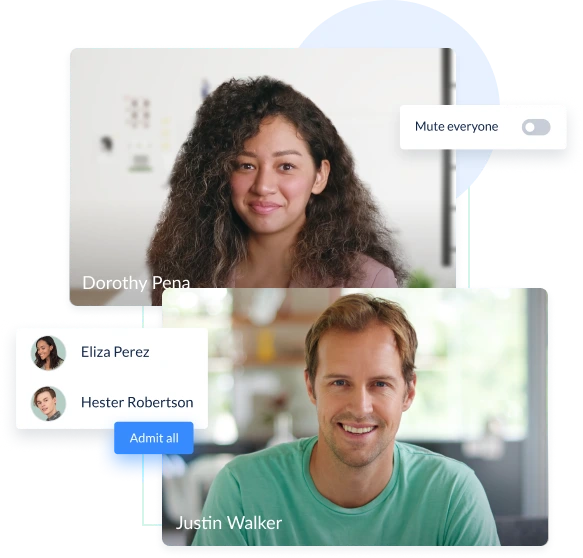 Mute everyone
Dorothy Pena
Eliza Perez
Hester Robertson
Admit all
Justin Walker